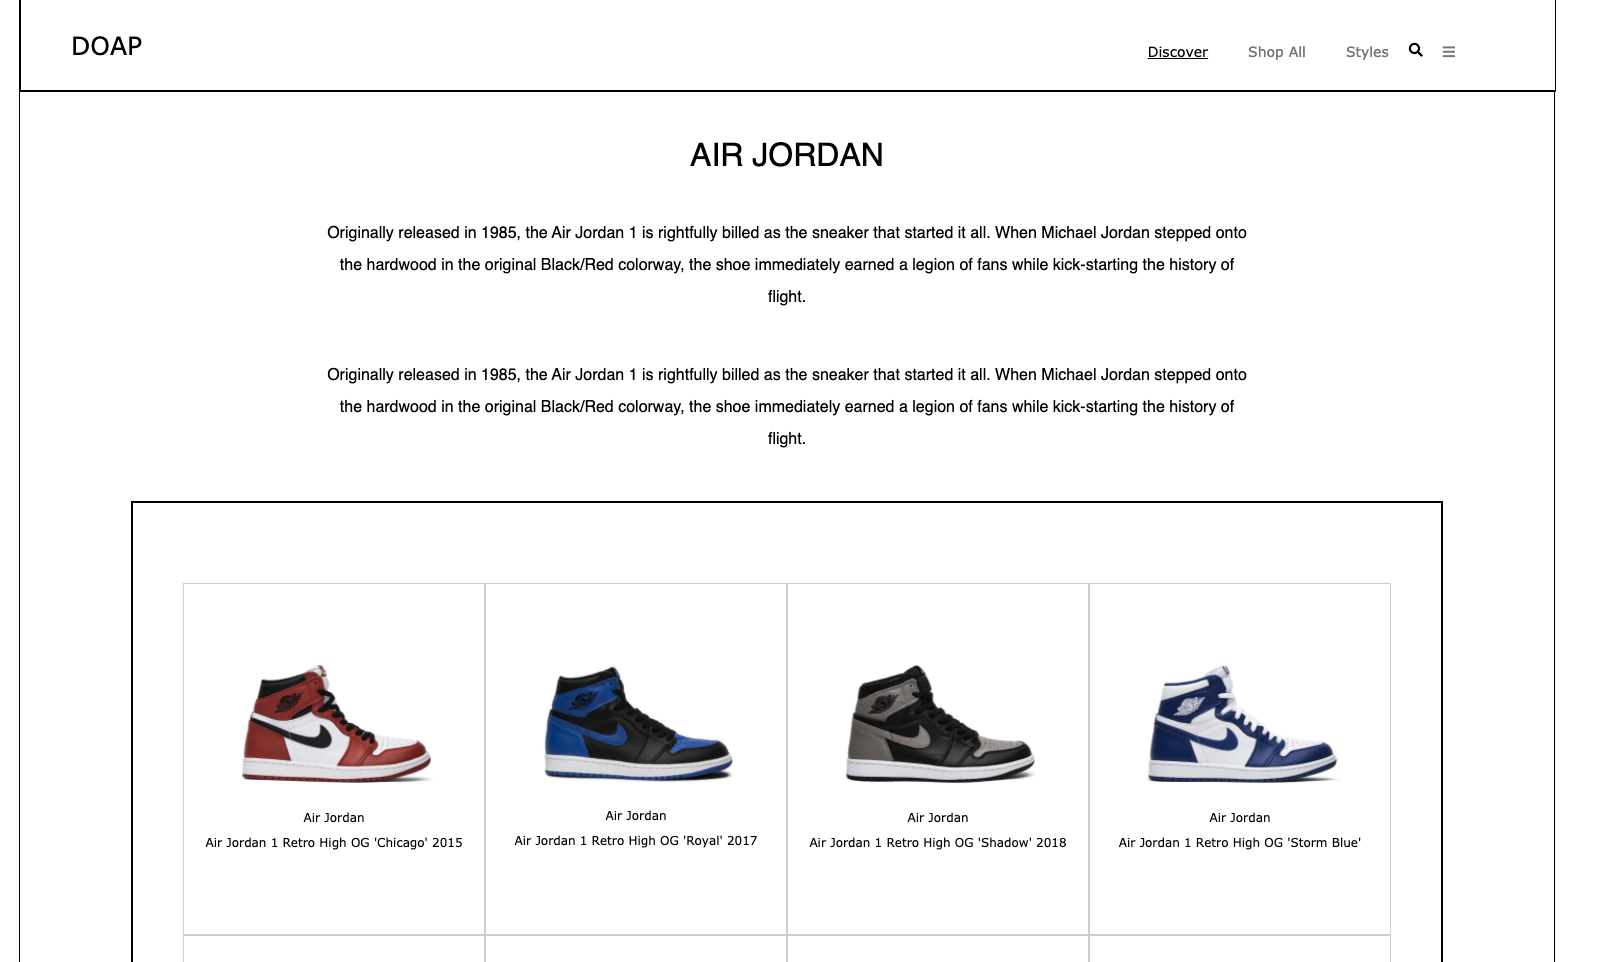 DOAP
Discover
Shop All
Styles
AIR JORDAN
Originally released in 1985, the Air Jordan 1 is rightfully billed as the sneaker that started it all. When Michael Jordan stepped onto
the hardwood in the original Black/Red colorway, the shoe immediately earned a legion of fans while kick-starting the history of
flight.
Originally released in 1985, the Air Jordan 1 is rightfully billed as the sneaker that started it all. When Michael Jordan stepped onto
the hardwood in the original Black/Red colorway, the shoe immediately earned a legion of fans while kick-starting the history of
flight.
Air Jordan
Air Jordan 1 Retro High OG 'Chicago' 2015
Air Jordan
Air Jordan 1 Retro High OG 'Royal' 2017
Air Jordan
Air Jordan 1 Retro High OG 'Shadow' 2018
Air Jordan
Air Jordan 1 Retro High OG 'Storm Blue'